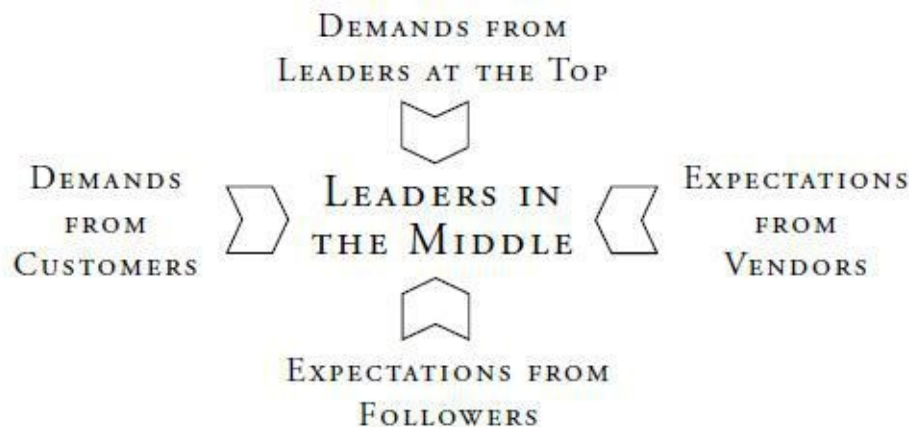 Demands from
Leaders at the Top
Demands
from
Customers
Leaders in
the Middle
Expectations
from
Vendors
Expectations from
Followers